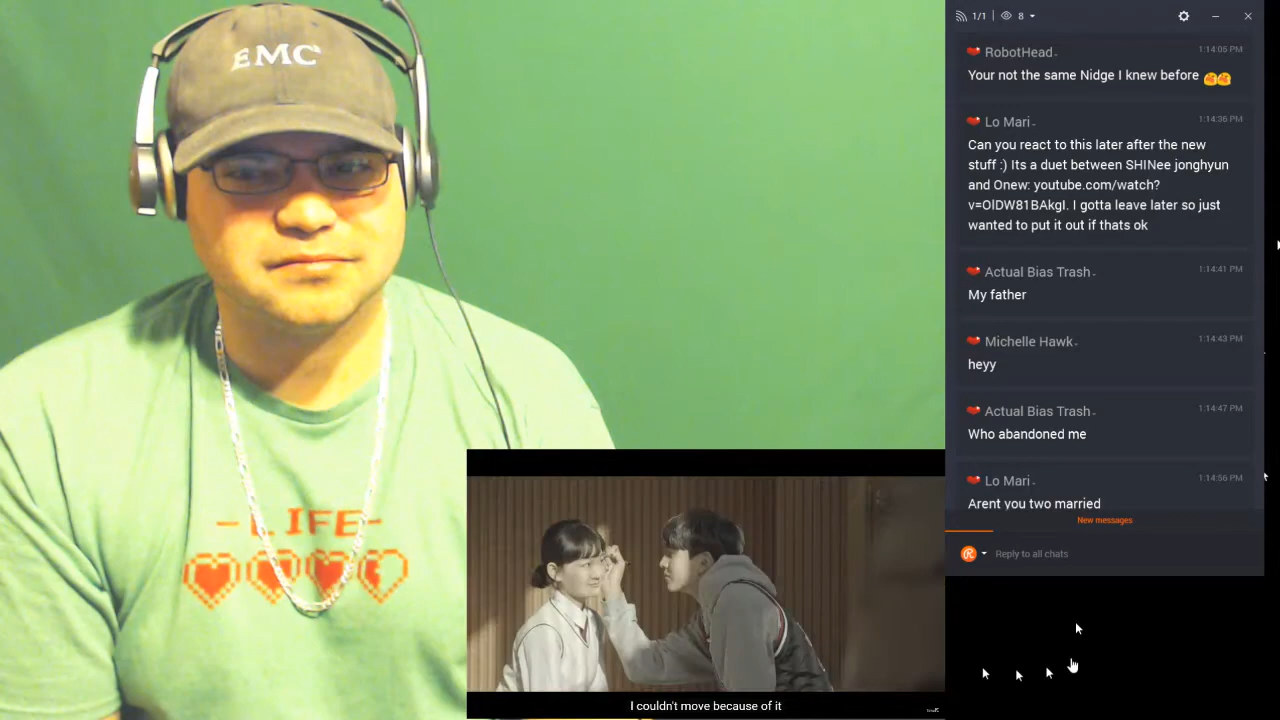 EMC
-LIFE-
I couldn't move because of it
1/1
8
RobotHead
1:14:05 PM
Your not the same Nidge I knew before
Lo Mari
1:14:36 PM
Can you react to this later after the new
stuff :) Its a duet between SHINee jonghyun
and Onew: youtube.com/watch?
v=OlDW81BAkgI. I gotta leave later so just
wanted to put it out if thats ok
Actual Bias Trash
1:14:41 PM
My father
Michelle Hawk
1:14:43 PM
heyy
Actual Bias Trash
1:14:47 PM
Who abandoned me
Lo Mari
1:14:56 PM
Arent you two married
New messages
Reply to all chats